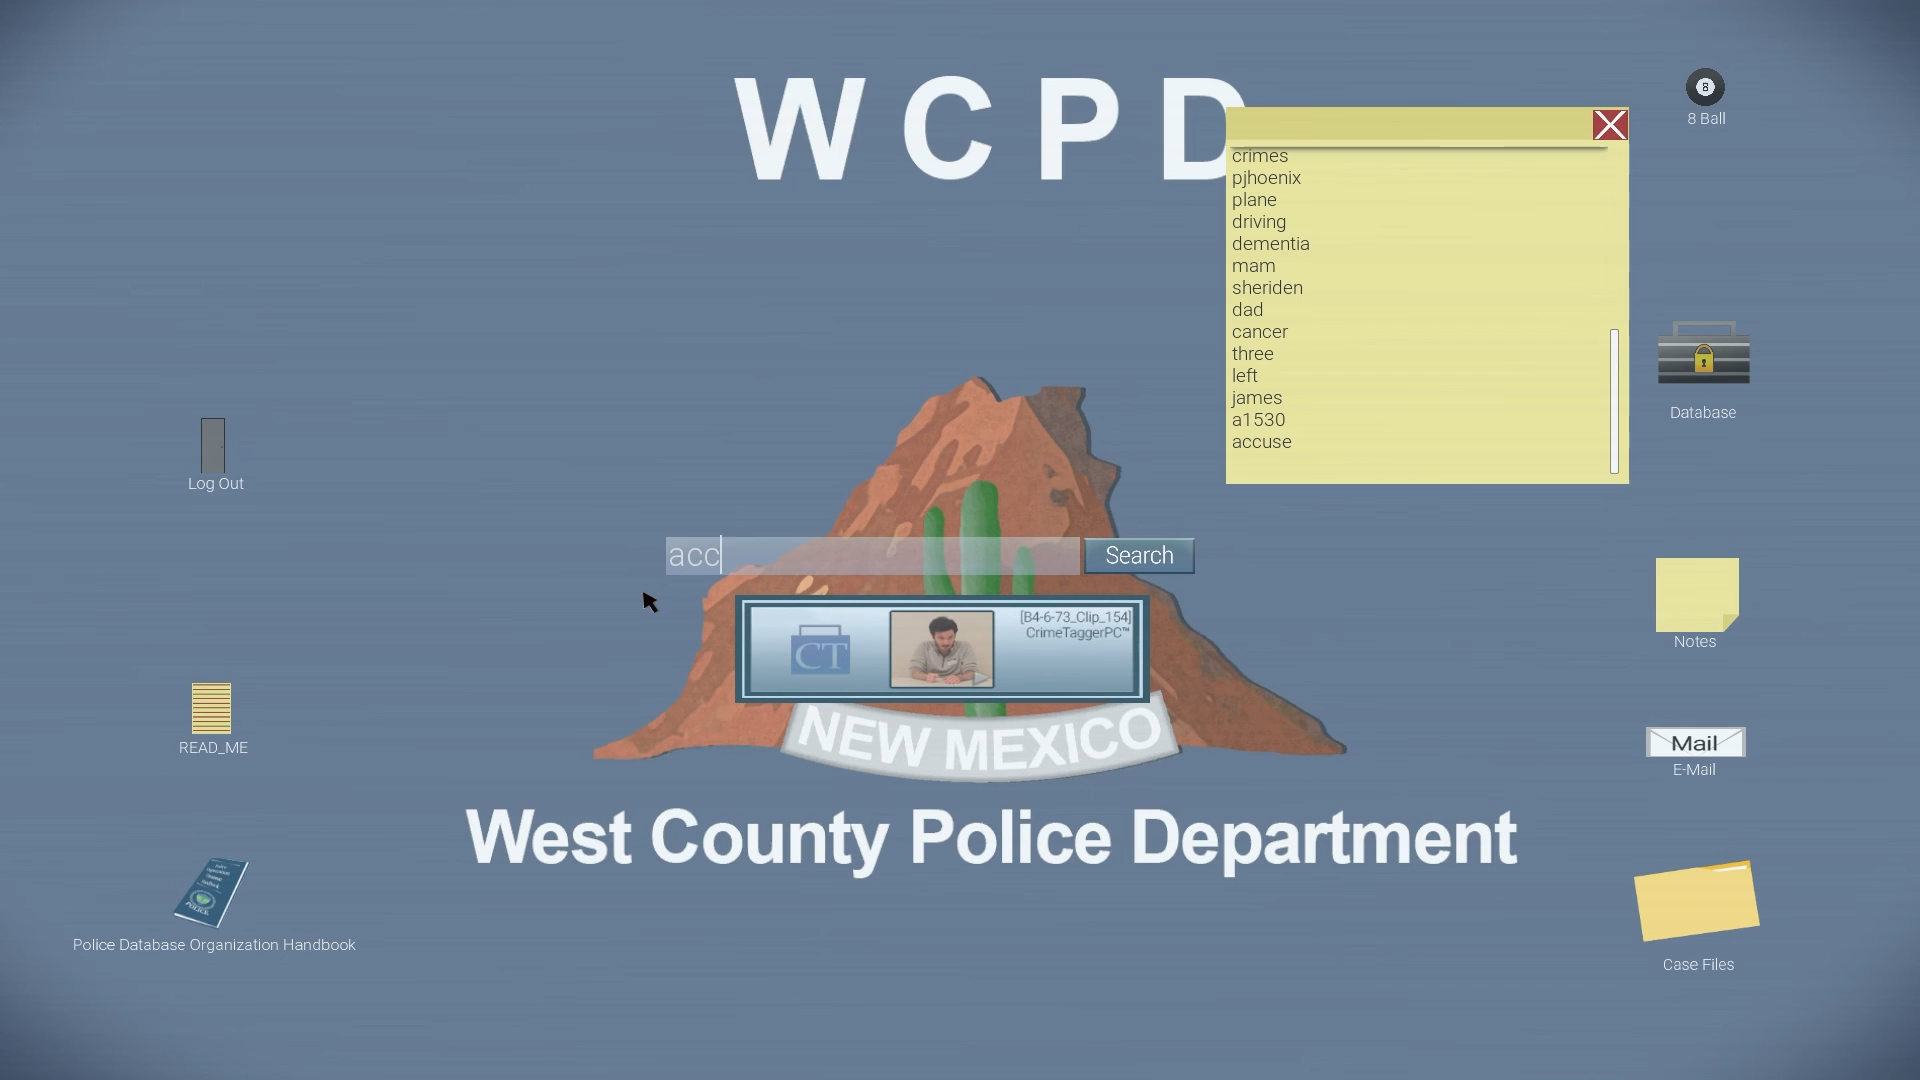 W C P D
8
8 Ball
crimes
pjhoenix
plane
driving
dementia
mam
sheriden
dad
cancer
three
left
james
a1530
accuse
Database
Log Out
acc
Search
CT
[B4-6-73_Clip_154]
CrimeTaggerPC™
Notes
NEW MEXICO
READ_ME
Mail
E-Mail
West County Police Department
Police Database Organization Handbook
Case Files